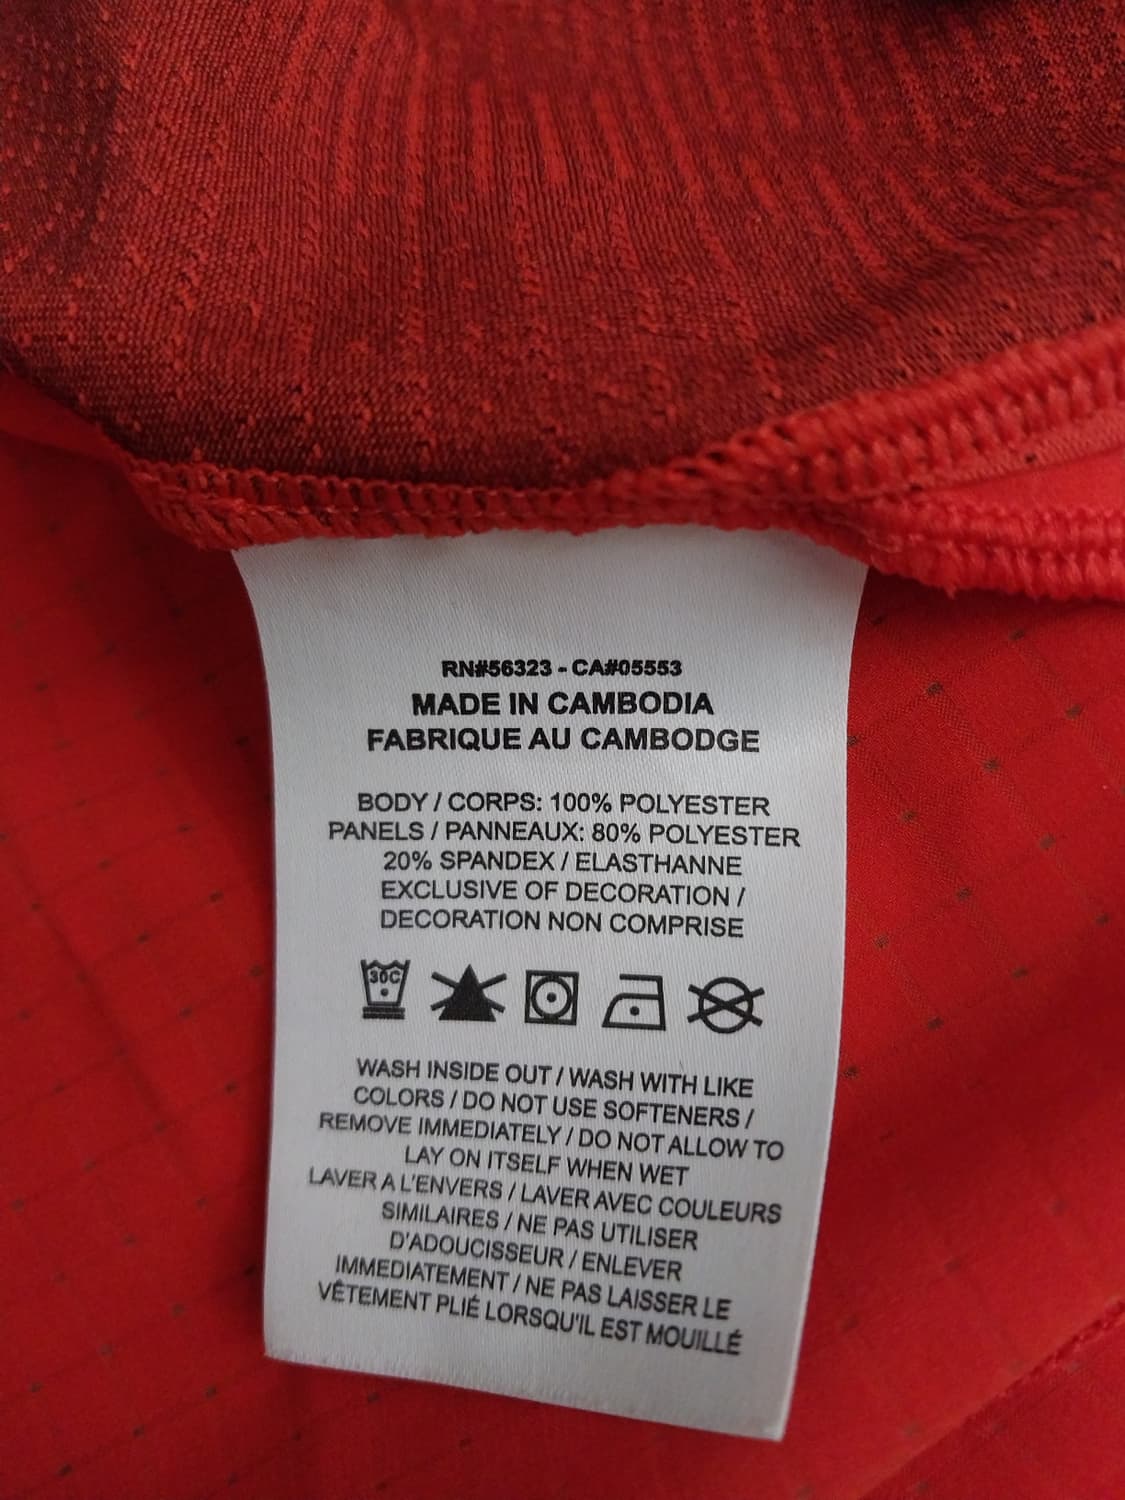 RN#56323 - CA#05553
MADE IN CAMBODIA
FABRIQUE AU CAMBODGE
BODY / CORPS: 100% POLYESTER
PANELS / PANNEAUX: 80% POLYESTER
20% SPANDEX / ELASTHANNE
EXCLUSIVE OF DECORATION /
DECORATION NON COMPRISE
30C
WASH INSIDE OUT / WASH WITH LIKE
COLORS / DO NOT USE SOFTENERS /
REMOVE IMMEDIATELY / DO NOT ALLOW TO
LAY ON ITSELF WHEN WET
LAVER A L'ENVERS / LAVER AVEC COULEURS
SIMILAIRES / NE PAS UTILISER
D'ADOUCISSEUR / ENLEVER
IMMEDIATEMENT / NE PAS LAISSER LE
VÊTEMENT PLIÉ LORSQU'IL EST MOUILLÉ